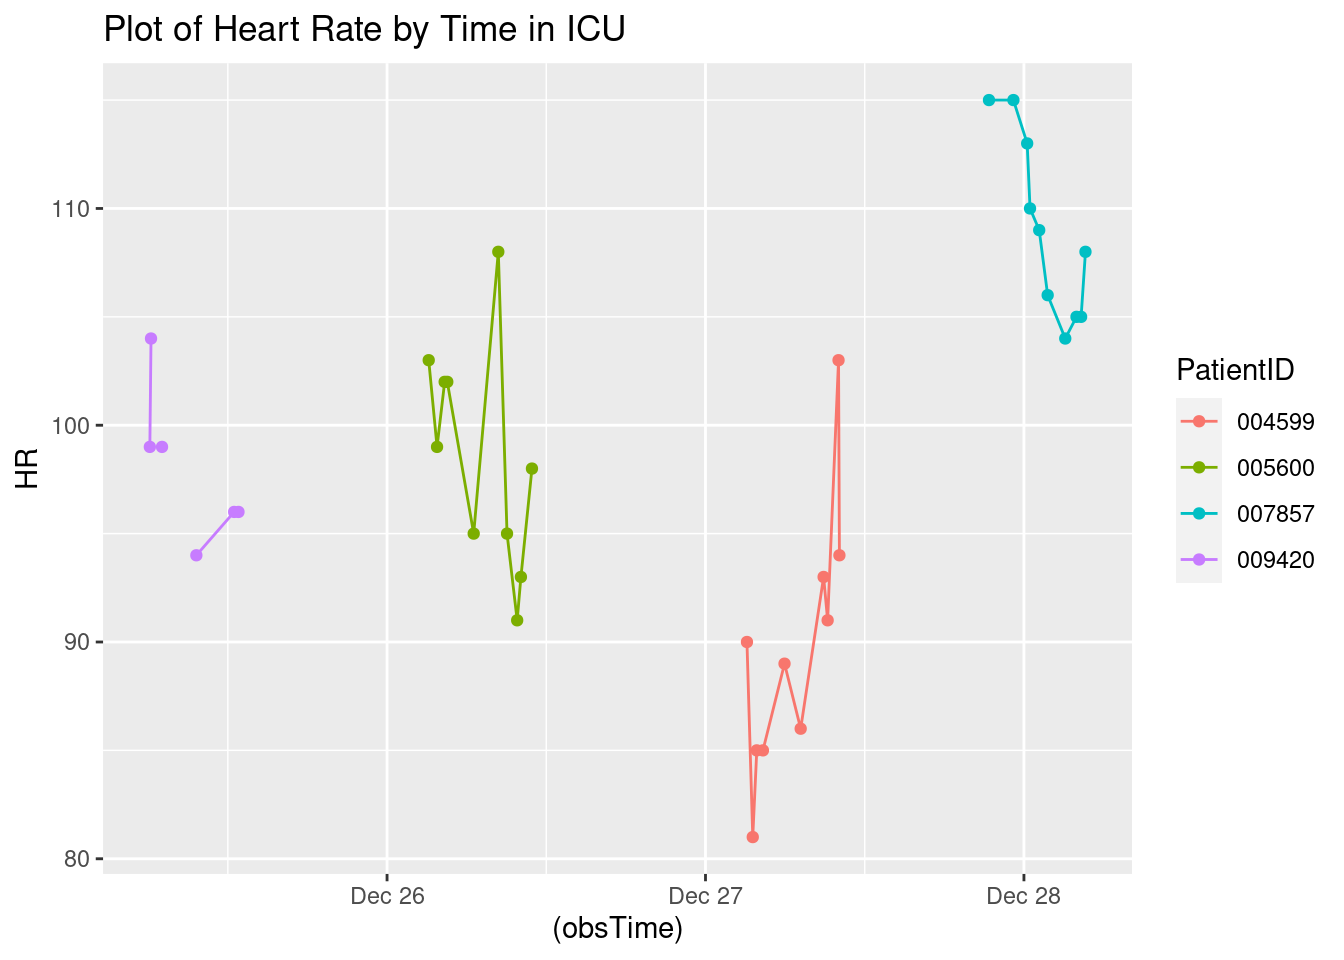 Plot of Heart Rate by Time in ICU
110
100
90
80
HR
Dec 26
Dec 27
Dec 28
(obsTime)
PatientID
004599
005600
007857
009420